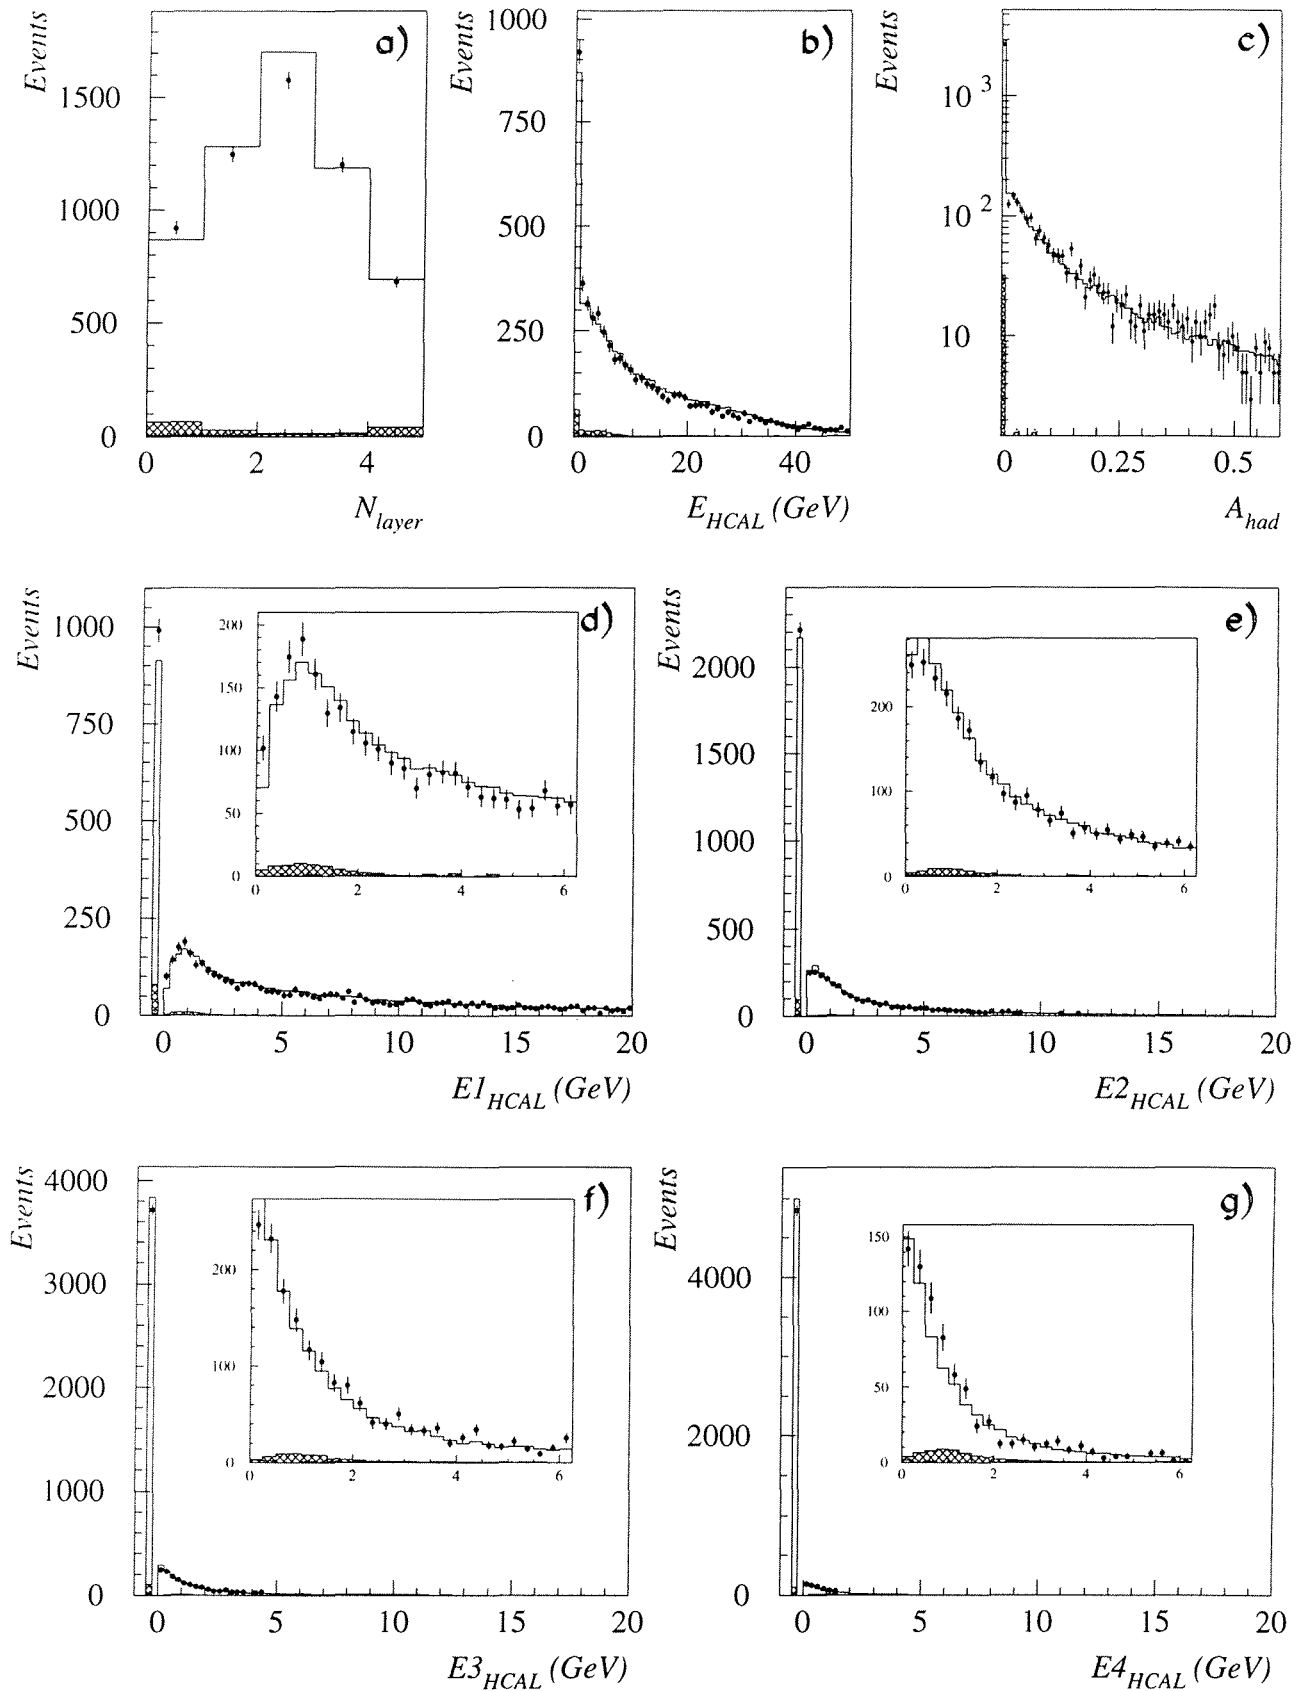 Events
a)
1500
1000
500
0
0 2 4
N_layer
Events
b)
1000
750
500
250
0
0 20 40
E_HCAL (GeV)
Events
c)
10^3
10^2
10
0 0.25 0.5
A_had
Events
d)
1000
750
500
250
0
0 5 10 15 20
200
150
100
50
0
0 2 4 6
E1_HCAL (GeV)
Events
e)
2000
1500
1000
500
0
0 5 10 15 20
200
100
0
0 2 4 6
E2_HCAL (GeV)
Events
f)
4000
3000
2000
1000
0
0 5 10 15 20
200
100
0
0 2 4 6
E3_HCAL (GeV)
Events
g)
4000
2000
0
0 5 10 15 20
150
100
50
0
0 2 4 6
E4_HCAL (GeV)